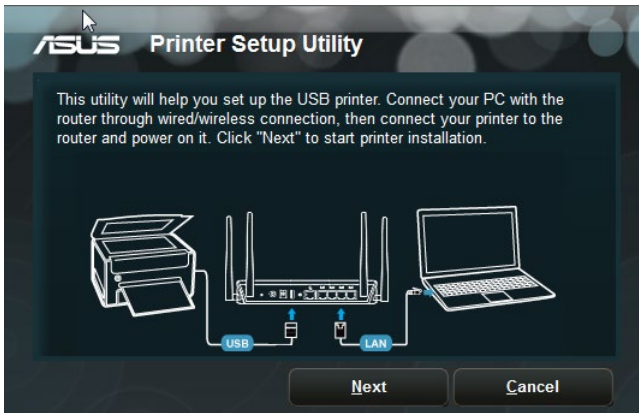 ASUS Printer Setup Utility
This utility will help you set up the USB printer. Connect your PC with the
router through wired/wireless connection, then connect your printer to the
router and power on it. Click "Next" to start printer installation.
USB
LAN
Next
Cancel